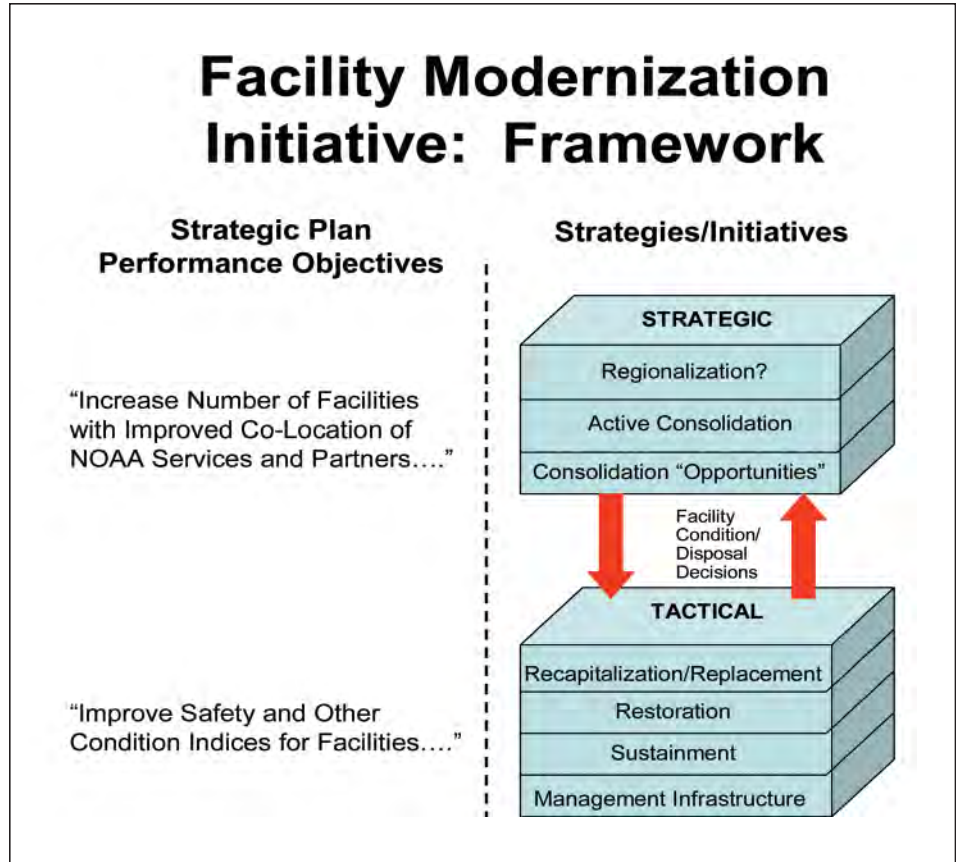 Facility Modernization
Initiative: Framework
Strategic Plan
Performance Objectives
Strategies/Initiatives
STRATEGIC
Regionalization?
Active Consolidation
Consolidation “Opportunities”
“Increase Number of Facilities
with Improved Co-Location of
NOAA Services and Partners....”
Facility
Condition/
Disposal
Decisions
TACTICAL
Recapitalization/Replacement
Restoration
Sustainment
Management Infrastructure
“Improve Safety and Other
Condition Indices for Facilities....”